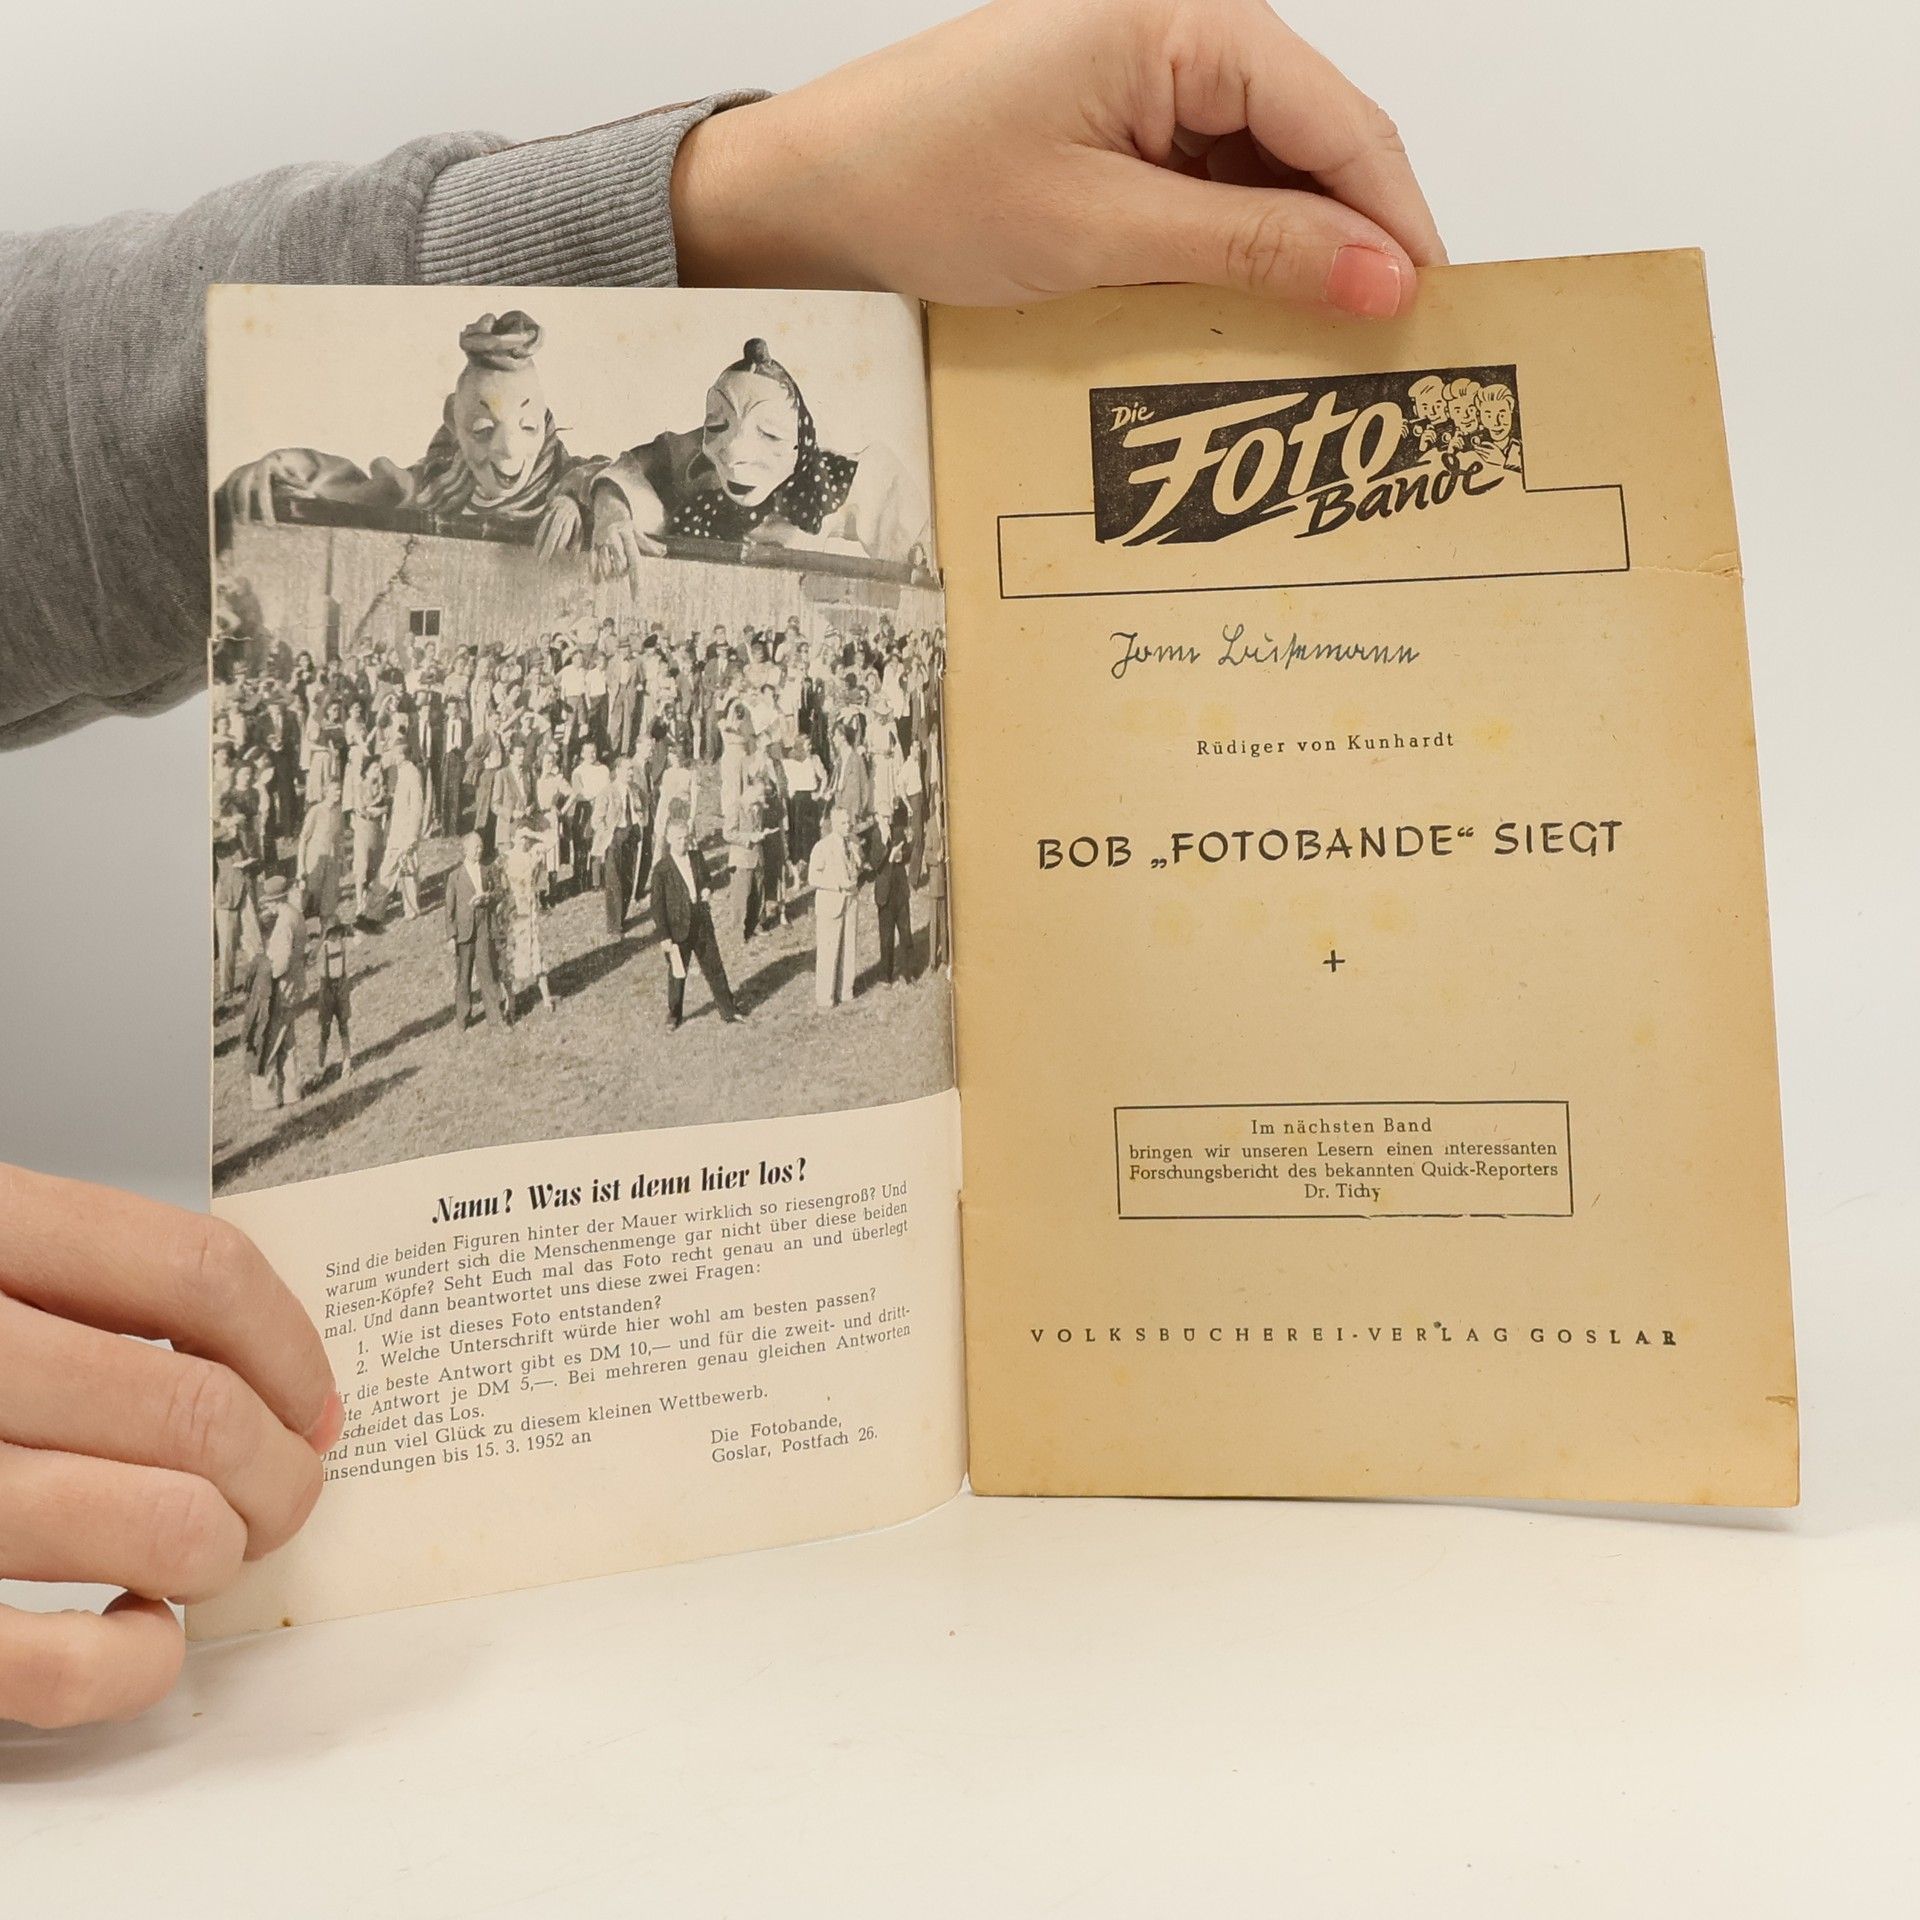 Nanu? Was ist denn hier los?
Sind die beiden Figuren hinter der Mauer wirklich so riesengroß? Und
warum wundert sich die Menschenmenge gar nicht über diese beiden
Riesen-Köpfe? Seht Euch mal das Foto recht genau an und überlegt
mal. Und dann beantwortet uns diese zwei Fragen:
1. Wie ist dieses Foto entstanden?
2. Welche Unterschrift würde hier wohl am besten passen?
die beste Antwort gibt es DM 10,— und für die zweit- und dritt-
Antwort je DM 5,—. Bei mehreren genau gleichen Antworten
scheidet das Los.
nd nun viel Glück zu diesem kleinen Wettbewerb.
insendungen bis 15. 3. 1952 an
Die Fotobande,
Goslar, Postfach 26.
Die
Foto
Bande
Rüdiger von Kunhardt
BOB „FOTOBANDE“ SIEGT
+
Im nächsten Band
bringen wir unseren Lesern einen interessanten
Forschungsbericht des bekannten Quick-Reporters
Dr. Tichy
VOLKSBÜCHEREI-VERLAG GOSLAR